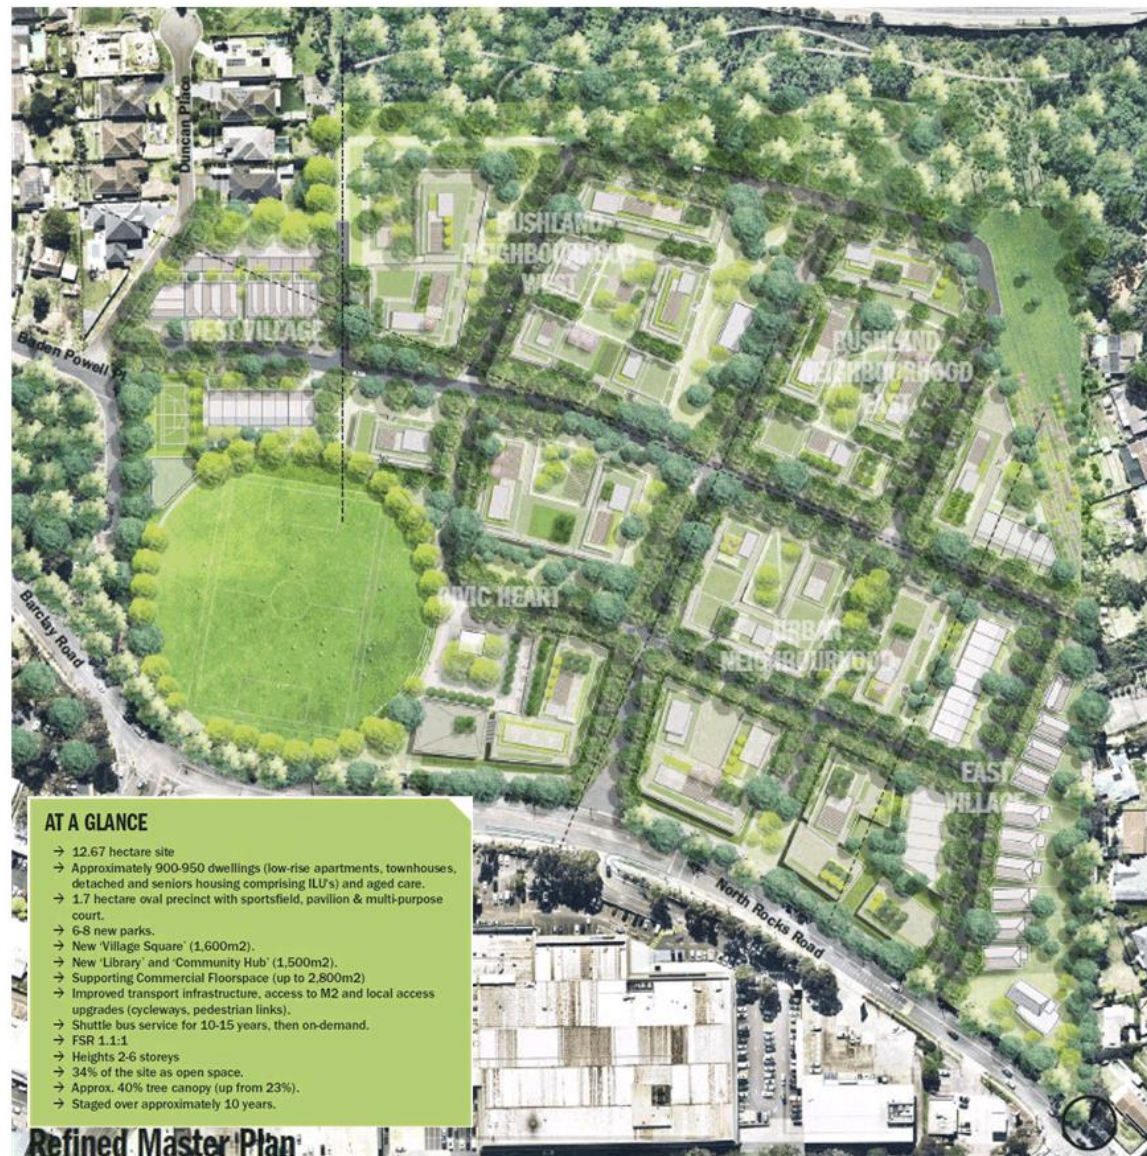 Duncan Place
BUSHLAND
NEIGHBOURHOOD
WEST VILLAGE
BUSHLAND
NEIGHBOURHOOD
Baden Powell Pl
CIVIC HEART
URBAN
NEIGHBOURHOOD
Barclay Road
EAST
VILLAGE
North Rocks Road
AT A GLANCE
→ 12.67 hectare site
→ Approximately 900-950 dwellings (low-rise apartments, townhouses,
detached and seniors housing comprising ILU's) and aged care.
→ 1.7 hectare oval precinct with sportsfield, pavilion & multi-purpose
court.
→ 6-8 new parks.
→ New 'Village Square' (1,600m2).
→ New 'Library' and 'Community Hub' (1,500m2).
→ Supporting Commercial Floorspace (up to 2,800m2)
→ Improved transport infrastructure, access to M2 and local access
upgrades (cycleways, pedestrian links).
→ Shuttle bus service for 10-15 years, then on-demand.
→ FSR 1.1:1
→ Heights 2-6 storeys
→ 34% of the site as open space.
→ Approx. 40% tree canopy (up from 23%).
→ Staged over approximately 10 years.
Refined Master Plan